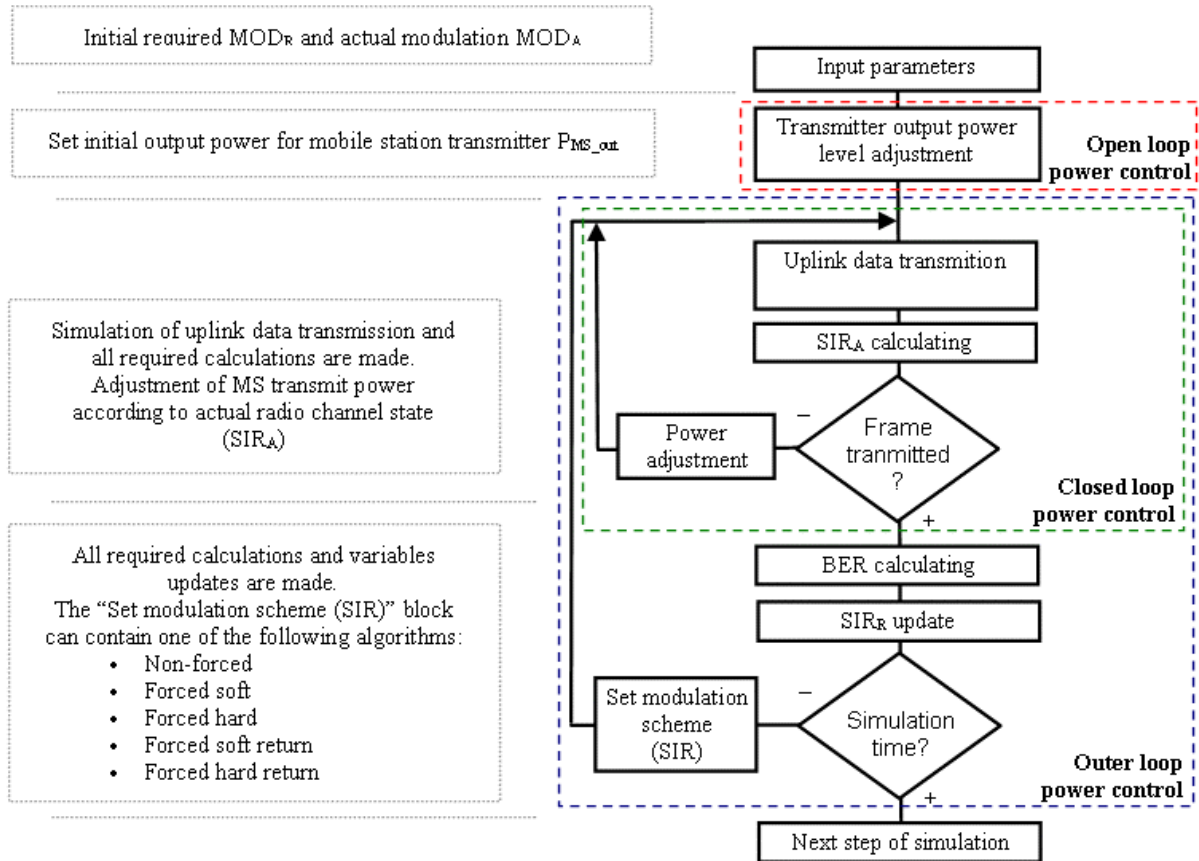 Initial required MODR and actual modulation MODA
Input parameters
Set initial output power for mobile station transmitter PMS_out
Transmitter output power
level adjustment
Open loop
power control
Uplink data transmition
Simulation of uplink data transmission and
all required calculations are made.
Adjustment of MS transmit power
according to actual radio channel state
(SIRA)
SIRA calculating
Frame
tranmitted
?
–
Power
adjustment
+
Closed loop
power control
All required calculations and variables
updates are made.
The “Set modulation scheme (SIR)” block
can contain one of the following algorithms:
• Non-forced
• Forced soft
• Forced hard
• Forced soft return
• Forced hard return
BER calculating
SIRR update
Simulation
time?
–
Set modulation
scheme
(SIR)
+
Outer loop
power control
Next step of simulation